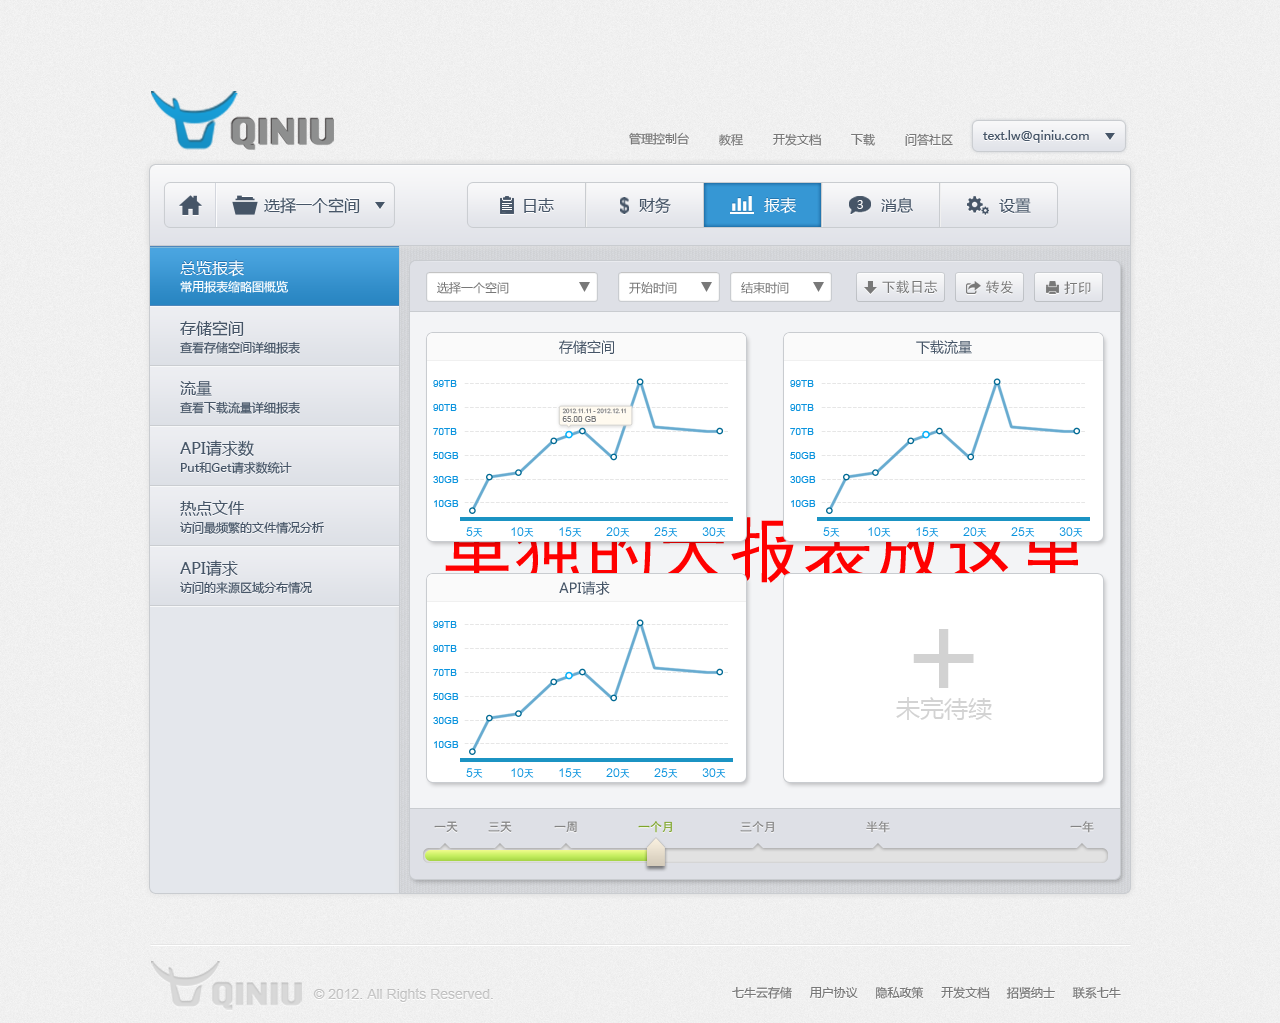 QINIU
管理控制台 教程 开发文档 下载 问答社区 text.lw@qiniu.com
选择一个空间 日志 财务 报表 3 消息 设置
总览报表
常用报表缩略图概览
存储空间
查看存储空间详细报表
流量
查看下载流量详细报表
API请求数
Put和Get请求数统计
热点文件
访问最频繁的文件情况分析
API请求
访问的来源区域分布情况
选择一个空间 开始时间 结束时间 下载日志 转发 打印
存储空间
99TB
90TB
70TB
50GB
30GB
10GB
2012.11.11 - 2012.12.11
65.00 GB
5天 10天 15天 20天 25天 30天
下载流量
99TB
90TB
70TB
50GB
30GB
10GB
5天 10天 15天 20天 25天 30天
单独的大报表放这里
API请求
99TB
90TB
70TB
50GB
30GB
10GB
5天 10天 15天 20天 25天 30天
未完待续
一天 三天 一周 一个月 三个月 半年 一年
QINIU © 2012. All Rights Reserved.
七牛云存储 用户协议 隐私政策 开发文档 招贤纳士 联系七牛